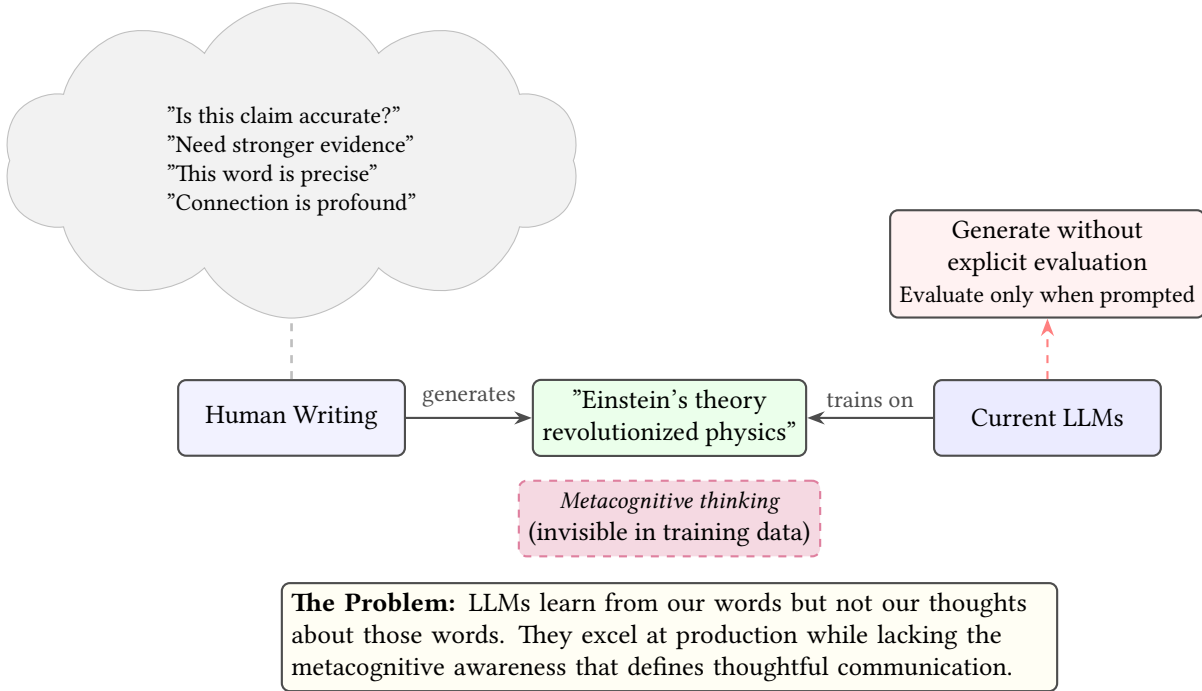 ”Is this claim accurate?”
”Need stronger evidence”
”This word is precise”
”Connection is profound”
Generate without
explicit evaluation
Evaluate only when prompted
Human Writing
generates
”Einstein’s theory
revolutionized physics”
trains on
Current LLMs
Metacognitive thinking
(invisible in training data)
The Problem: LLMs learn from our words but not our thoughts
about those words. They excel at production while lacking the
metacognitive awareness that defines thoughtful communication.